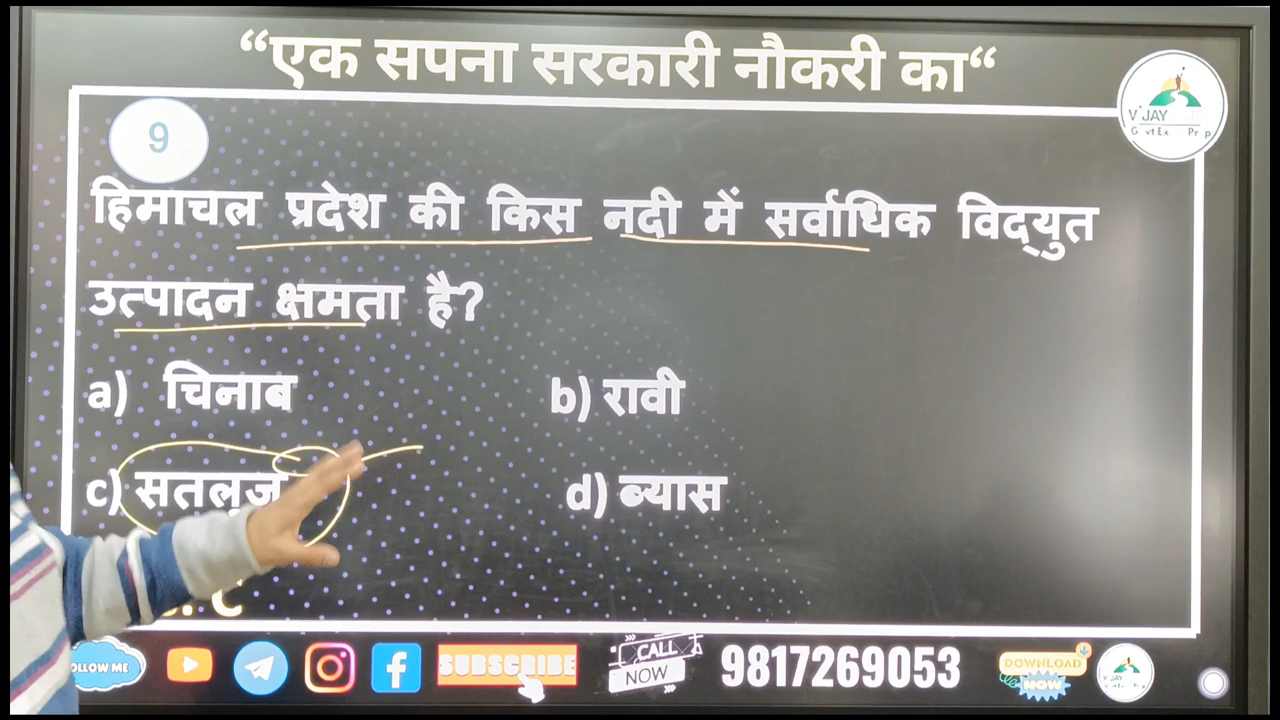 “एक सपना सरकारी नौकरी का“
9
हिमाचल प्रदेश की किस नदी में सर्वाधिक विद्युत
उत्पादन क्षमता है?
a) चिनाब
b) रावी
c) सतलुज
d) ब्यास
C
OLLOW ME
SUBSCRIBE
CALL
NOW
9817269053
DOWNLOAD
NOW